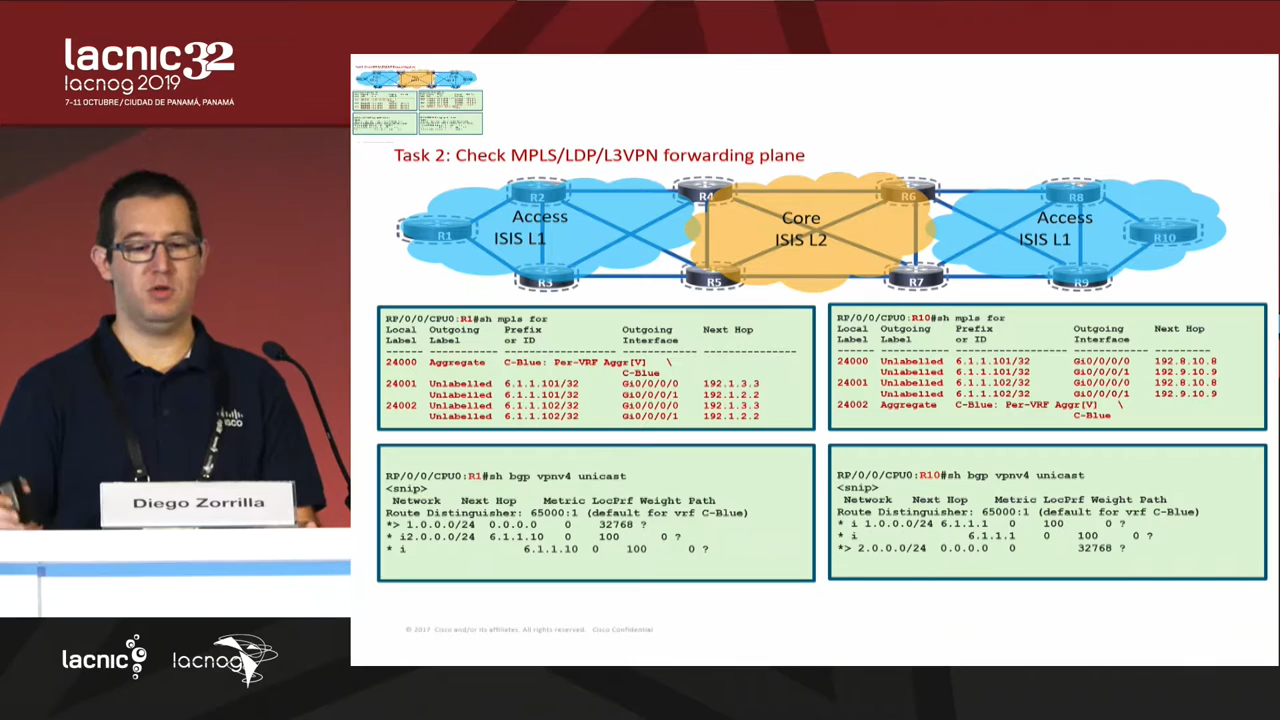 lacnic 32
lacnog 2019
7-11 OCTUBRE / CIUDAD DE PANAMÁ, PANAMÁ
Task 2: Check MPLS/LDP/L3VPN forwarding plane
R2
R4
R6
R8
Access
Core
Access
R1
ISIS L1
ISIS L2
ISIS L1
R10
R3
R5
R7
R9
RP/0/0/CPU0:R1#sh mpls for
Local Outgoing Prefix Outgoing Next Hop
Label Label or ID Interface
------ ----------- ------------------ ------------ ---------------
24000 Aggregate C-Blue: Per-VRF Aggr[V] \
C-Blue
24001 Unlabelled 6.1.1.101/32 Gi0/0/0/0 192.1.3.3
Unlabelled 6.1.1.101/32 Gi0/0/0/1 192.1.2.2
24002 Unlabelled 6.1.1.102/32 Gi0/0/0/0 192.1.3.3
Unlabelled 6.1.1.102/32 Gi0/0/0/1 192.1.2.2
RP/0/0/CPU0:R10#sh mpls for
Local Outgoing Prefix Outgoing Next Hop
Label Label or ID Interface
------ ----------- ------------------ ------------ ---------------
24000 Unlabelled 6.1.1.101/32 Gi0/0/0/0 192.8.10.8
Unlabelled 6.1.1.101/32 Gi0/0/0/1 192.9.10.9
24001 Unlabelled 6.1.1.102/32 Gi0/0/0/0 192.8.10.8
Unlabelled 6.1.1.102/32 Gi0/0/0/1 192.9.10.9
24002 Aggregate C-Blue: Per-VRF Aggr[V] \
C-Blue
RP/0/0/CPU0:R1#sh bgp vpnv4 unicast
<snip>
Network Next Hop Metric LocPrf Weight Path
Route Distinguisher: 65000:1 (default for vrf C-Blue)
*> 1.0.0.0/24 0.0.0.0 0 32768 ?
* i2.0.0.0/24 6.1.1.10 0 100 0 ?
* i 6.1.1.10 0 100 0 ?
RP/0/0/CPU0:R10#sh bgp vpnv4 unicast
<snip>
Network Next Hop Metric LocPrf Weight Path
Route Distinguisher: 65000:1 (default for vrf C-Blue)
* i 1.0.0.0/24 6.1.1.1 0 100 0 ?
* i 6.1.1.1 0 100 0 ?
*> 2.0.0.0/24 0.0.0.0 0 32768 ?
© 2017 Cisco and/or its affiliates. All rights reserved. Cisco Confidential
CISCO
Diego Zorrilla
lacnic
lacnog